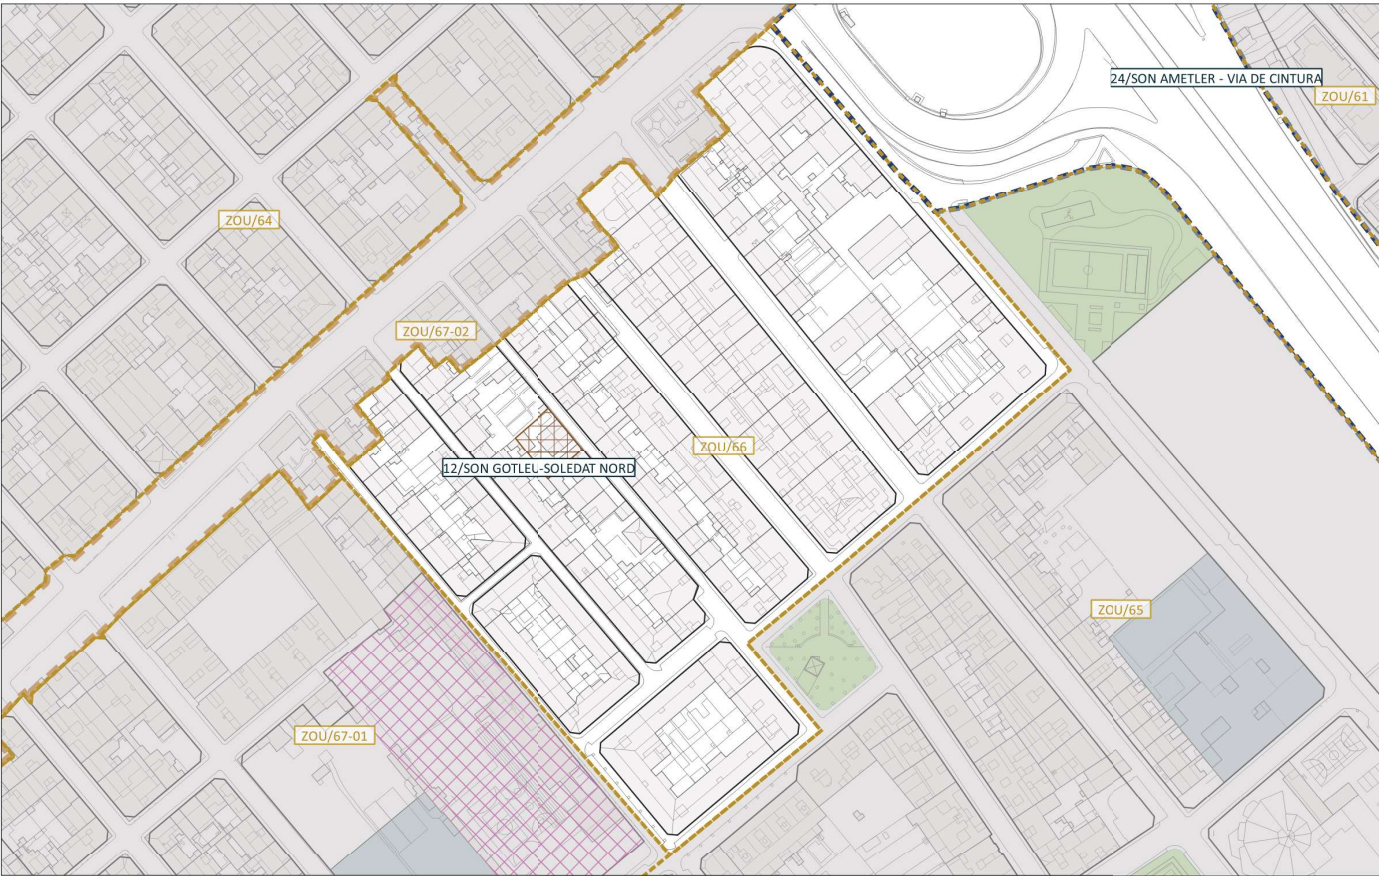 24/SON AMETLER - VIA DE CINTURA
ZOU/61
ZOU/64
ZOU/67-02
ZOU/66
12/SON GOTLEU-SOLEDAT NORD
ZOU/65
ZOU/67-01